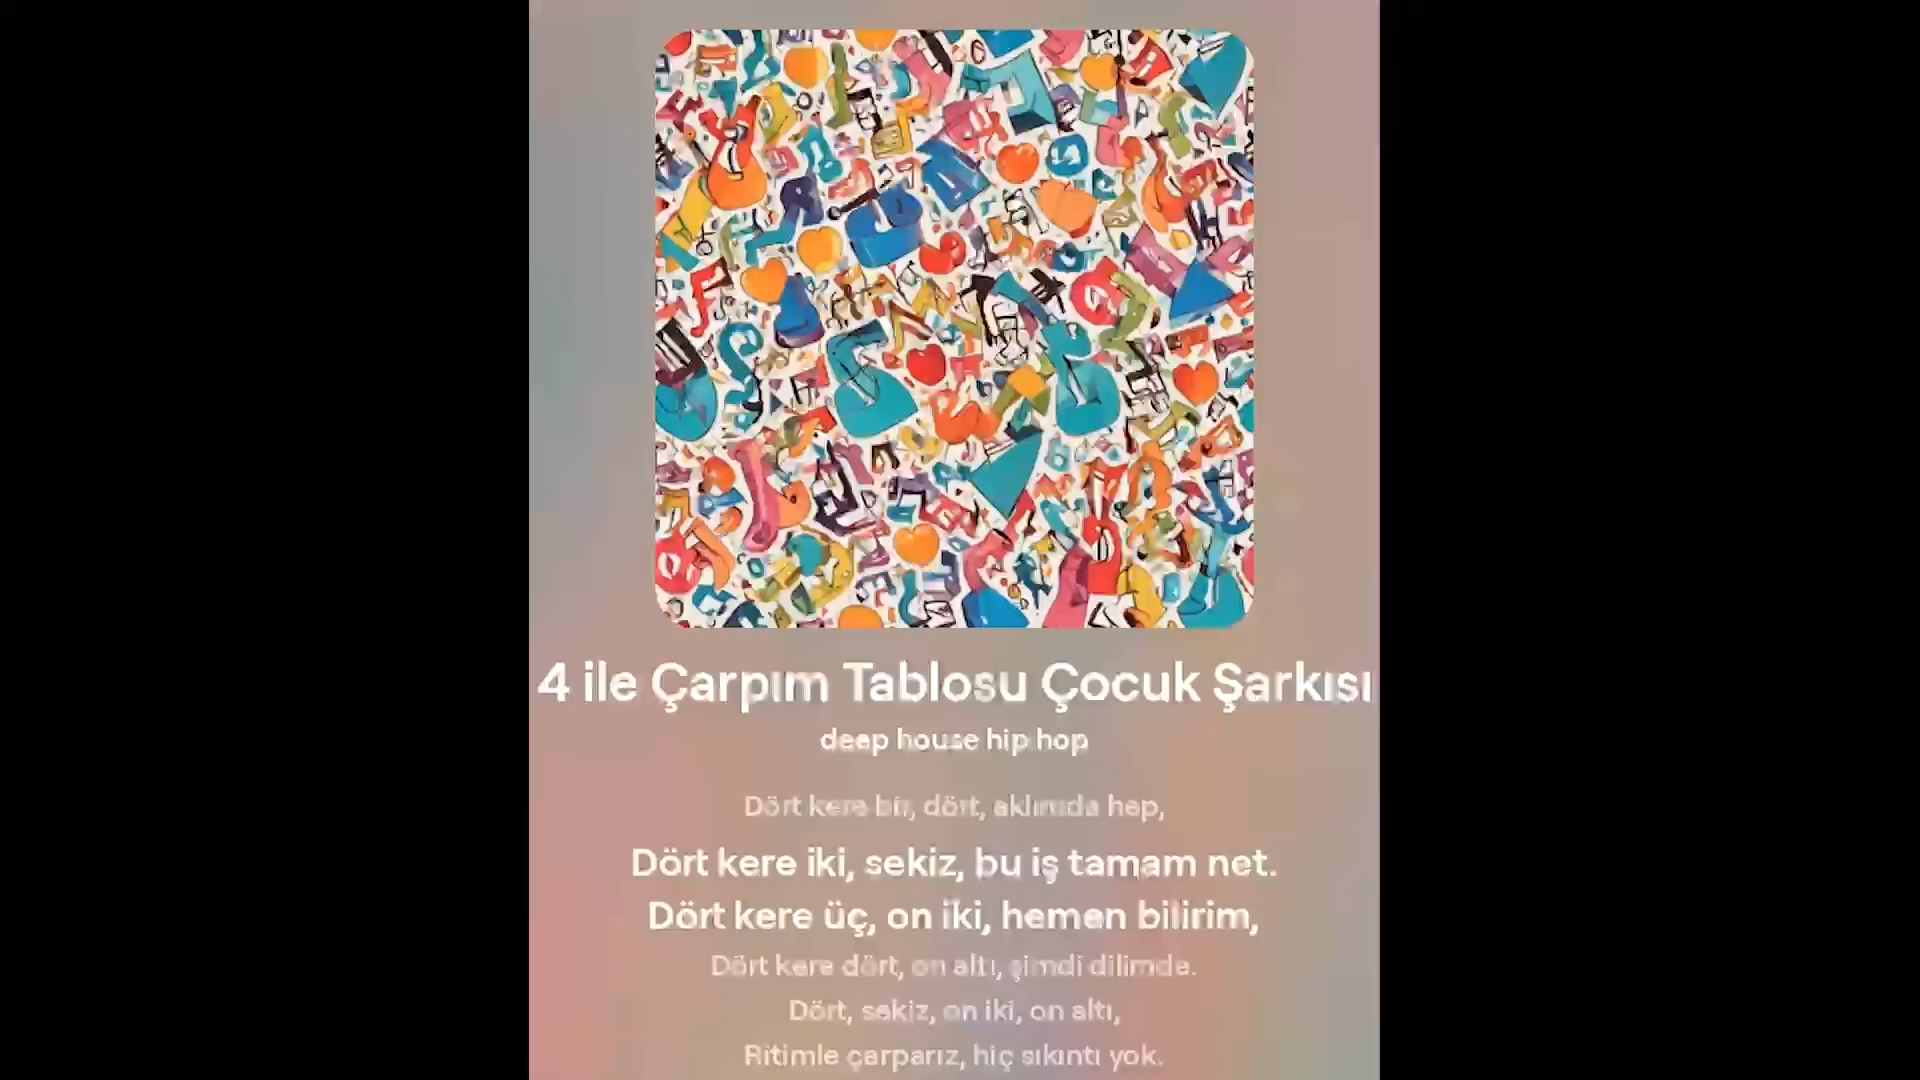 4 ile Çarpım Tablosu Çocuk Şarkısı
deep house hip hop
Dört kere bir, dört, aklımda hep,
Dört kere iki, sekiz, bu iş tamam net.
Dört kere üç, on iki, hemen bilirim,
Dört kere dört, on altı, şimdi dilimde.
Dört, sekiz, on iki, on altı,
Ritimle çarparız, hiç sıkıntı yok.